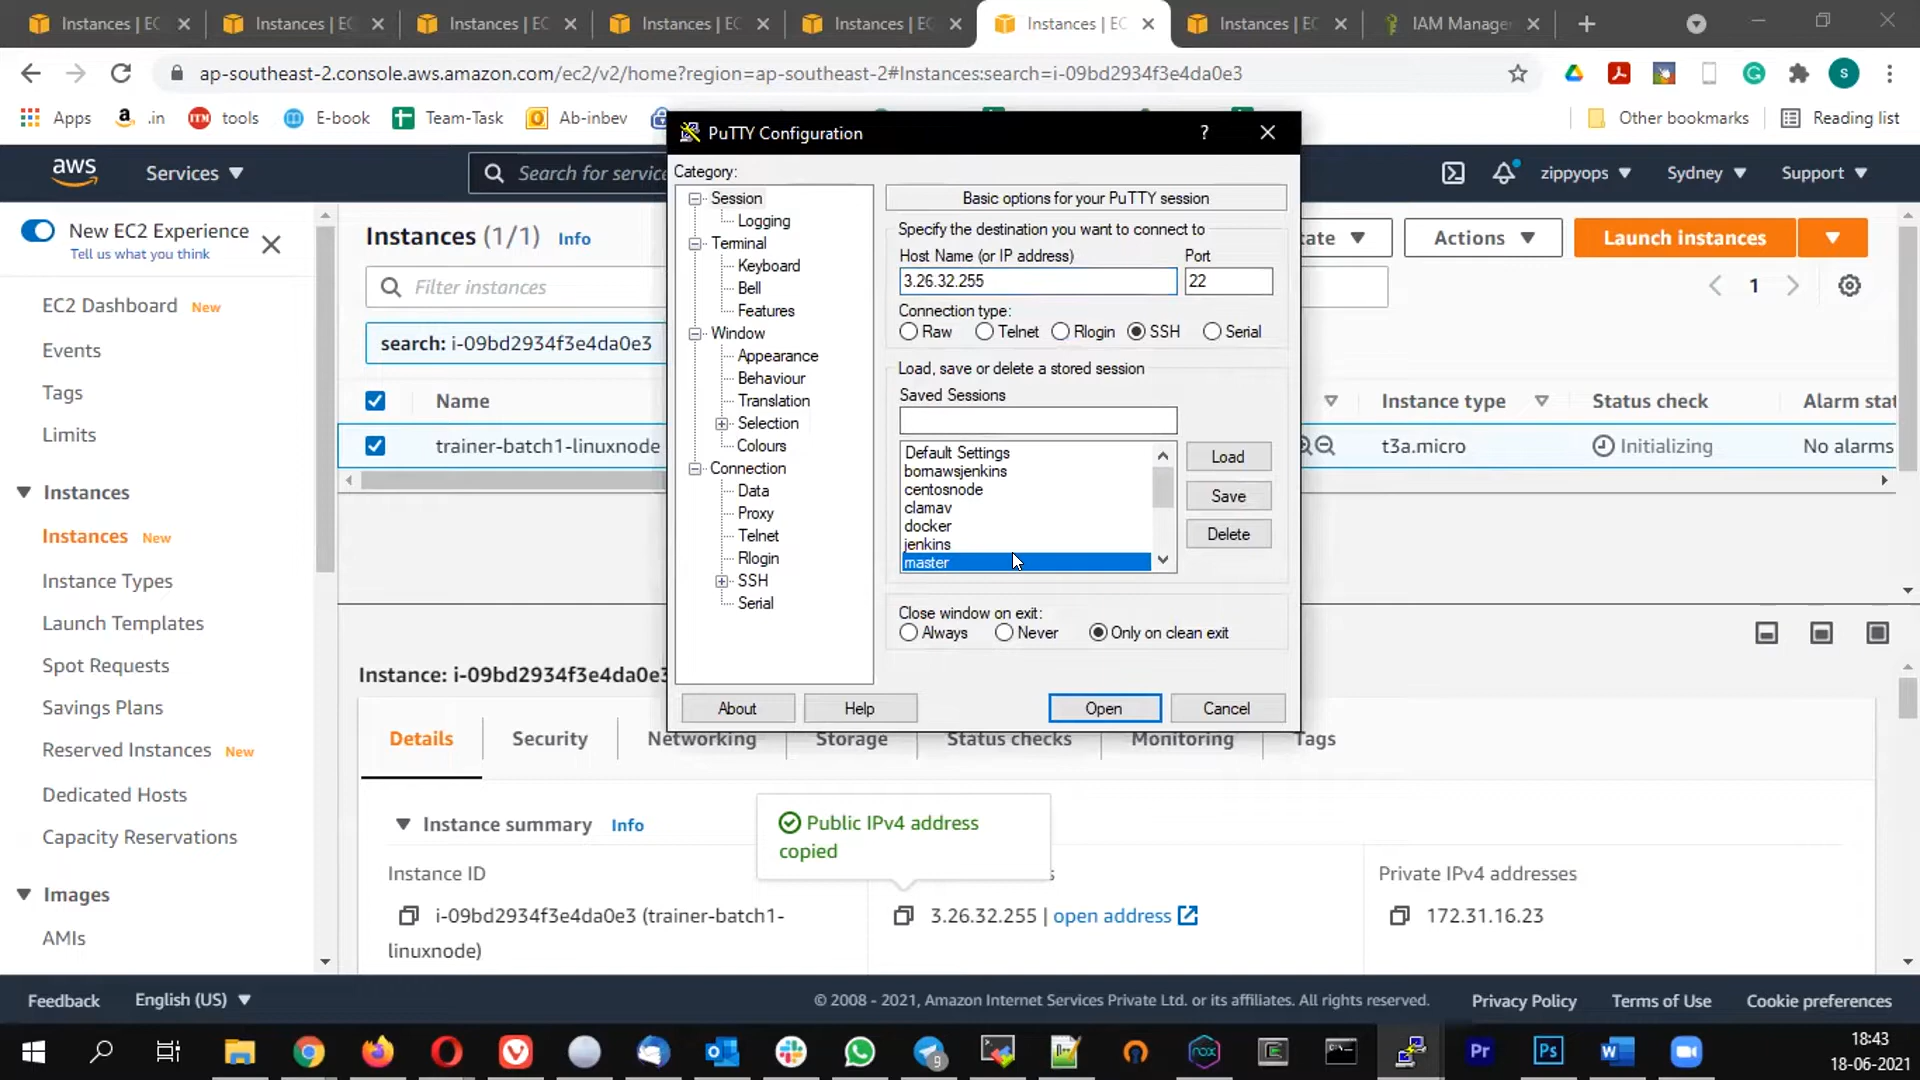 Instances | EC
Instances | EC
Instances | EC
Instances | EC
Instances | EC
Instances | EC
Instances | EC
IAM Manage
ap-southeast-2.console.aws.amazon.com/ec2/v2/home?region=ap-southeast-2#Instances:search=i-09bd2934f3e4da0e3
S
Apps
.in
tools
E-book
Team-Task
Ab-inbev
Other bookmarks
Reading list
aws
Services
Search for service
zippyops
Sydney
Support
New EC2 Experience
Tell us what you think
EC2 Dashboard New
Events
Tags
Limits
Instances
Instances New
Instance Types
Launch Templates
Spot Requests
Savings Plans
Reserved Instances New
Dedicated Hosts
Capacity Reservations
Images
AMIs
Instances (1/1) Info
tate
Actions
Launch instances
Filter instances
1
search: i-09bd2934f3e4da0e3
Name
Instance type
Status check
Alarm stat
trainer-batch1-linuxnode
t3a.micro
Initializing
No alarms
PuTTY Configuration
?
Category:
Session
Logging
Terminal
Keyboard
Bell
Features
Window
Appearance
Behaviour
Translation
Selection
Colours
Connection
Data
Proxy
Telnet
Rlogin
SSH
Serial
Basic options for your PuTTY session
Specify the destination you want to connect to
Host Name (or IP address)
Port
3.26.32.255
22
Connection type:
Raw
Telnet
Rlogin
SSH
Serial
Load, save or delete a stored session
Saved Sessions
Default Settings
bomawsjenkins
centosnode
clamav
docker
jenkins
master
Load
Save
Delete
Close window on exit:
Always
Never
Only on clean exit
About
Help
Open
Cancel
Instance: i-09bd2934f3e4da0e3
Details
Security
Networking
Storage
Status checks
Monitoring
Tags
Instance summary Info
Public IPv4 address
copied
Instance ID
s
Private IPv4 addresses
i-09bd2934f3e4da0e3 (trainer-batch1-
linuxnode)
3.26.32.255 | open address
172.31.16.23
Feedback
English (US)
© 2008 - 2021, Amazon Internet Services Private Ltd. or its affiliates. All rights reserved.
Privacy Policy
Terms of Use
Cookie preferences
9
nox
Pr
Ps
W
18:43
18-06-2021